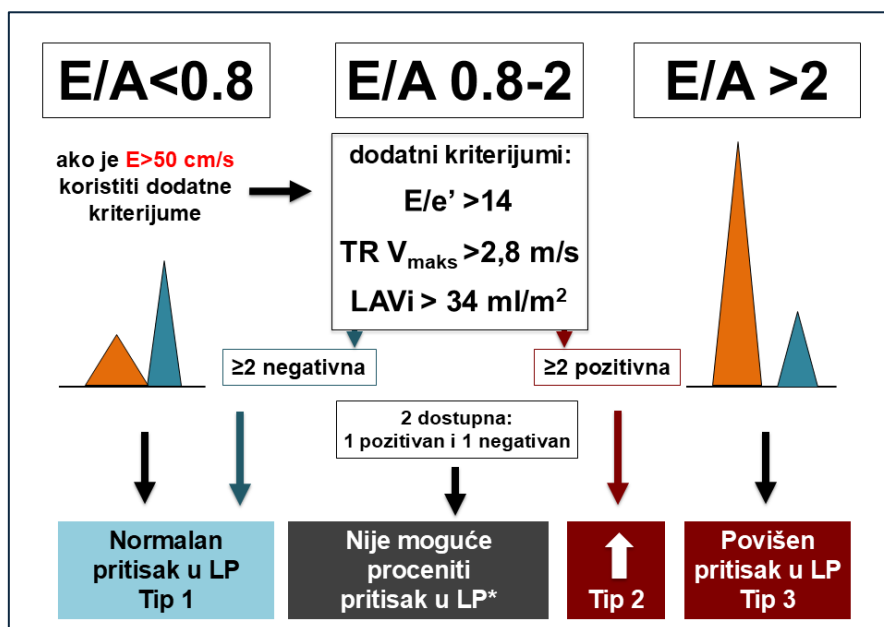 E/A<0.8
E/A 0.8-2
E/A >2
ako je E>50 cm/s
koristiti dodatne
kriterijume
dodatni kriterijumi:
E/e’ >14
TR Vmaks >2,8 m/s
LAVi > 34 ml/m²
≥2 negativna
≥2 pozitivna
2 dostupna:
1 pozitivan i 1 negativan
Normalan
pritisak u LP
Tip 1
Nije moguće
proceniti
pritisak u LP*
Tip 2
Povišen
pritisak u LP
Tip 3